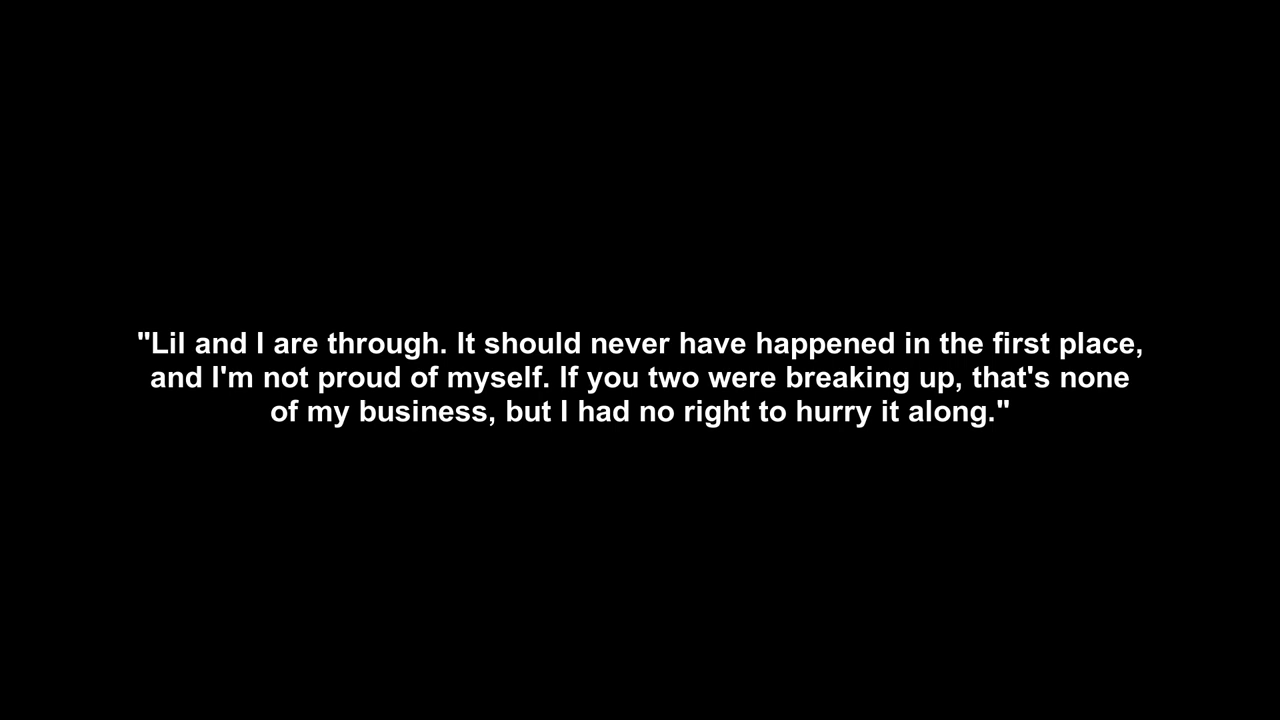 "Lil and I are through. It should never have happened in the first place,
and I'm not proud of myself. If you two were breaking up, that's none
of my business, but I had no right to hurry it along."